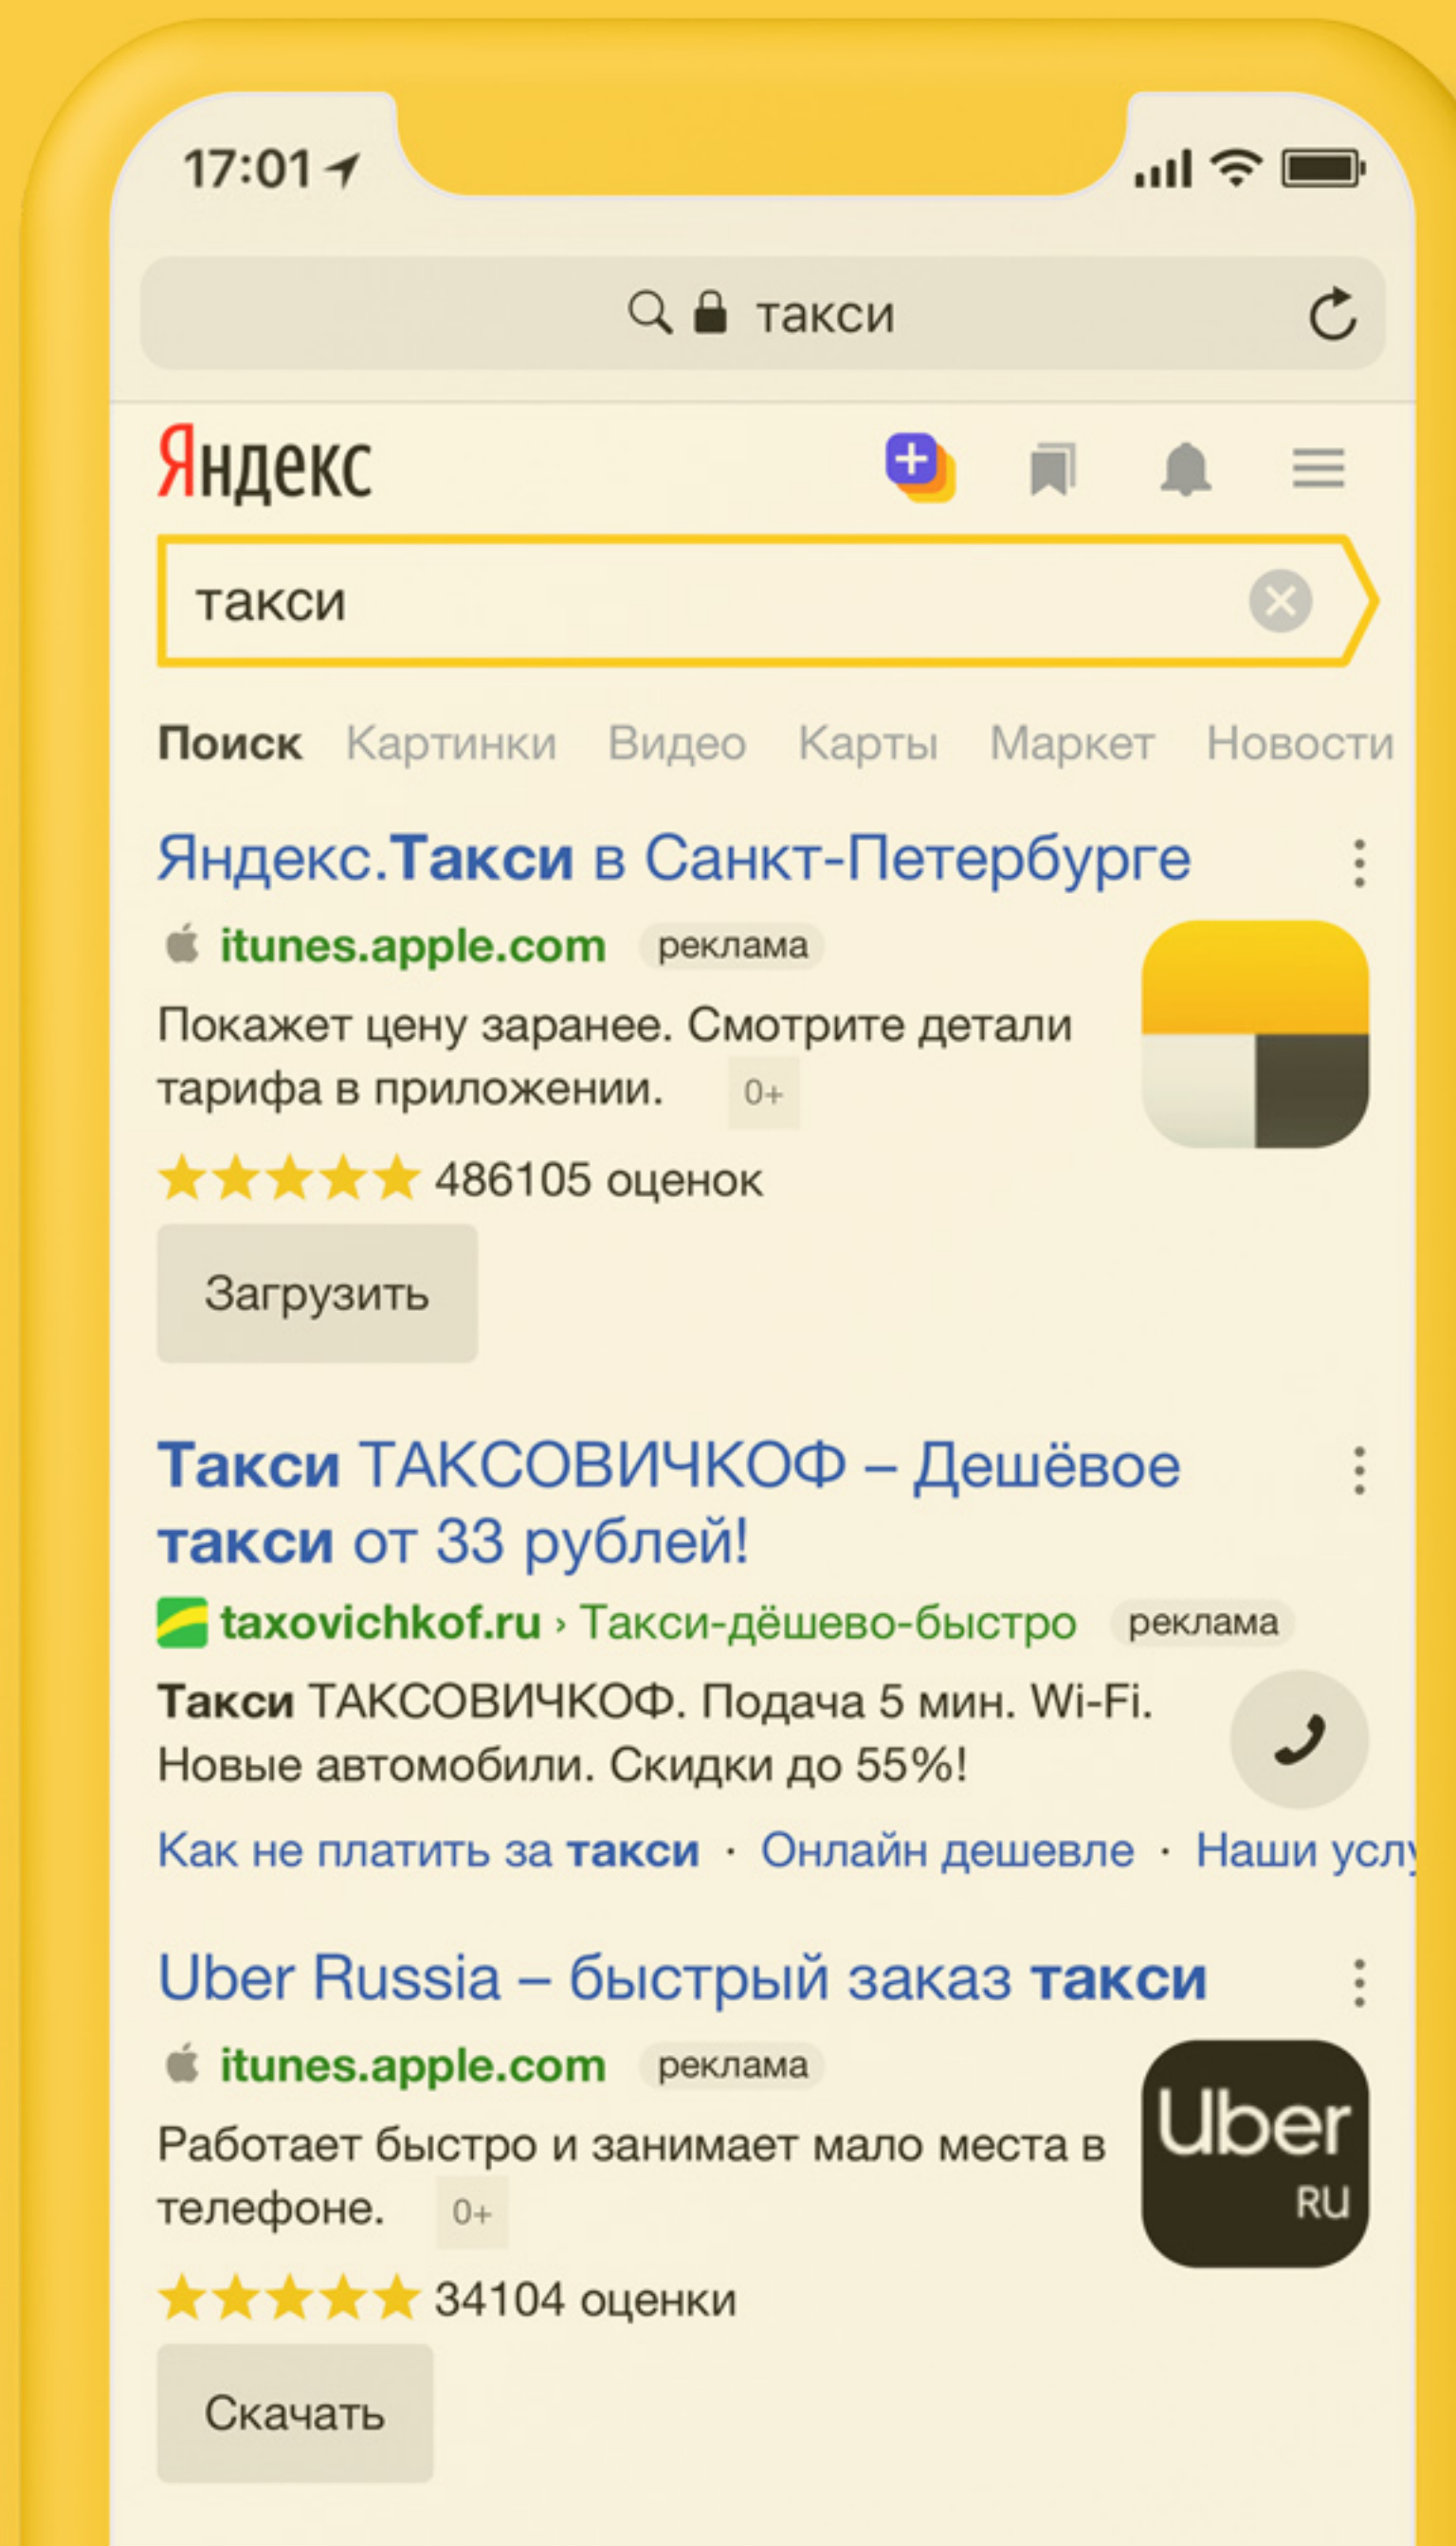 17:01
такси
Яндекс
такси
Поиск Картинки Видео Карты Маркет Новости
Яндекс.Такси в Санкт-Петербурге
itunes.apple.com реклама
Покажет цену заранее. Смотрите детали
тарифа в приложении. 0+
486105 оценок
Загрузить
Такси ТАКСОВИЧКОФ – Дешёвое
такси от 33 рублей!
taxovichkof.ru › Такси-дёшево-быстро реклама
Такси ТАКСОВИЧКОФ. Подача 5 мин. Wi-Fi.
Новые автомобили. Скидки до 55%!
Как не платить за такси · Онлайн дешевле · Наши услу
Uber Russia – быстрый заказ такси
itunes.apple.com реклама
Uber
RU
Работает быстро и занимает мало места в
телефоне. 0+
34104 оценки
Скачать